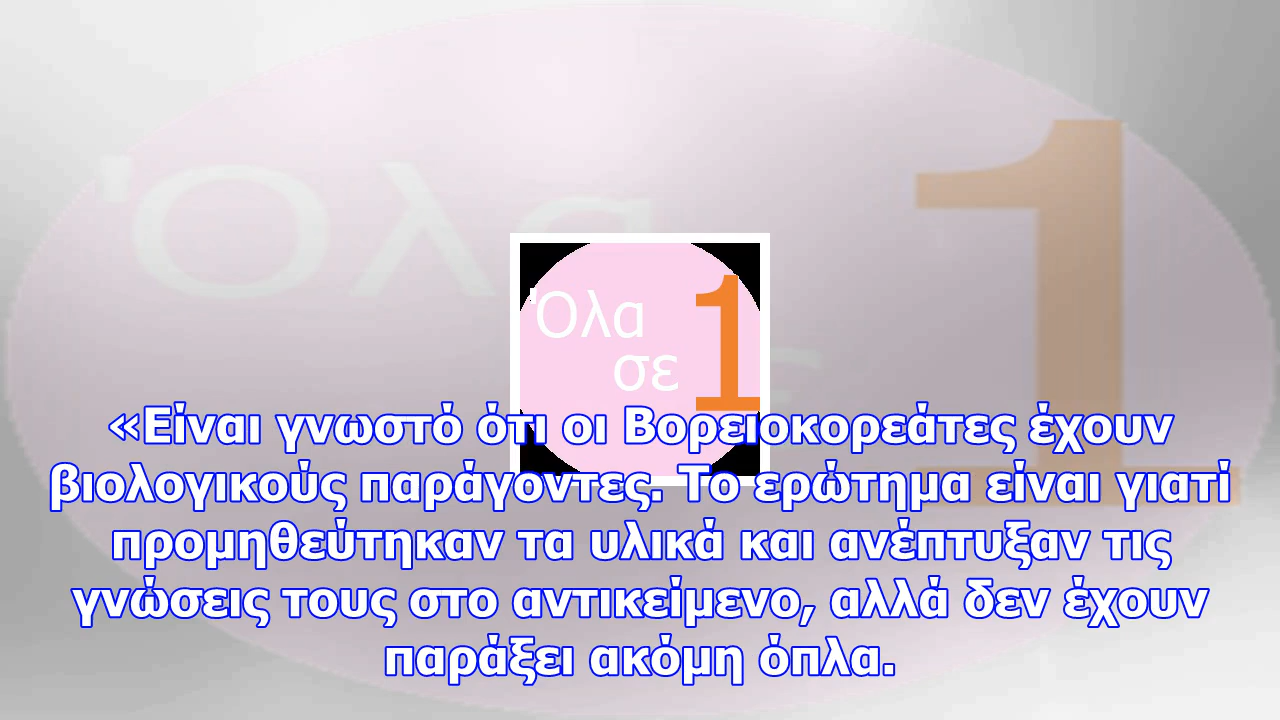 Όλα
σε 1
«Είναι γνωστό ότι οι Βορειοκορεάτες έχουν
βιολογικούς παράγοντες. Το ερώτημα είναι γιατί
προμηθεύτηκαν τα υλικά και ανέπτυξαν τις
γνώσεις τους στο αντικείμενο, αλλά δεν έχουν
παράξει ακόμη όπλα.